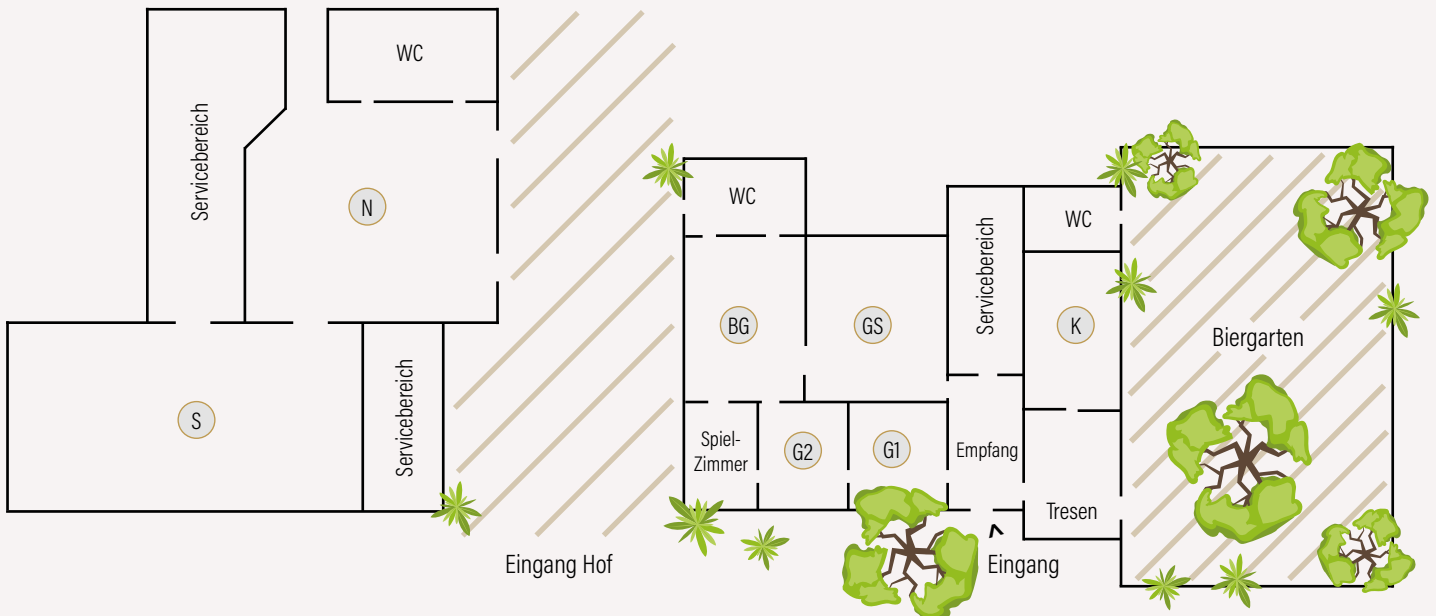 WC
Servicebereich
N
S
Servicebereich
Eingang Hof
WC
BG
GS
Spiel-
Zimmer
G2
G1
Servicebereich
WC
K
Empfang
Tresen
^
Eingang
Biergarten